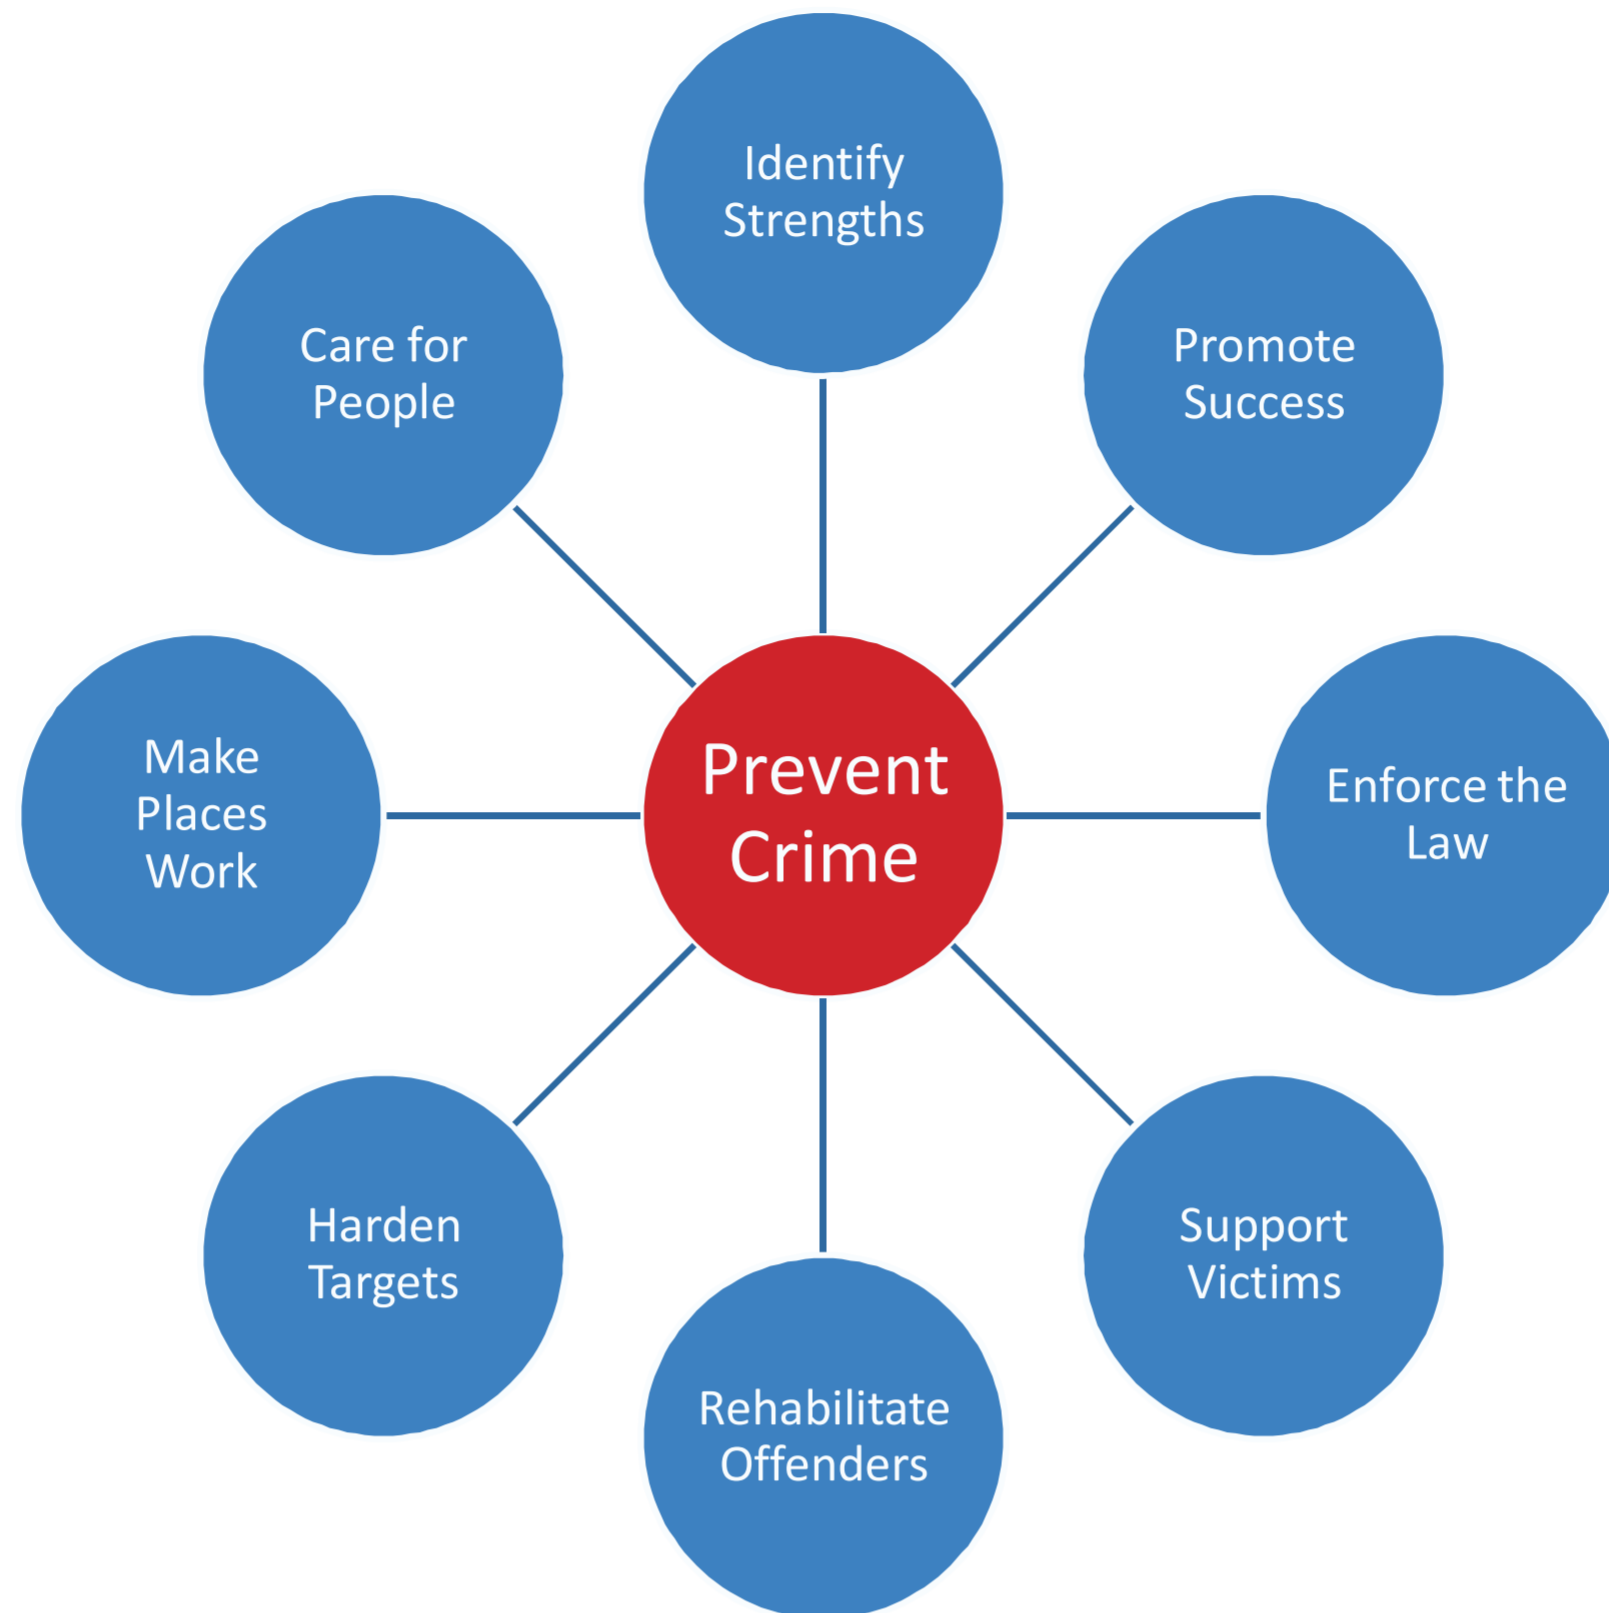 Identify
Strengths
Promote
Success
Enforce the
Law
Support
Victims
Rehabilitate
Offenders
Harden
Targets
Make
Places
Work
Care for
People
Prevent
Crime